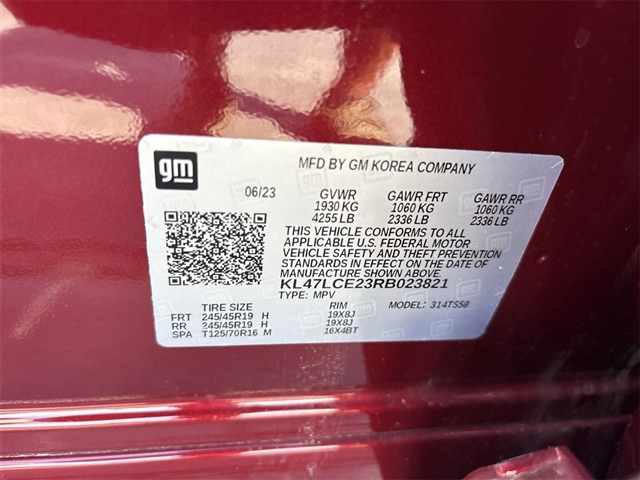 gm
MFD BY GM KOREA COMPANY
06/23 GVWR GAWR FRT GAWR RR
1930 KG 1060 KG 1060 KG
4255 LB 2336 LB 2336 LB
THIS VEHICLE CONFORMS TO ALL
APPLICABLE U.S. FEDERAL MOTOR
VEHICLE SAFETY AND THEFT PREVENTION
STANDARDS IN EFFECT ON THE DATE OF
MANUFACTURE SHOWN ABOVE.
KL47LCE23RB023821
TYPE: MPV MODEL: 314TS58
TIRE SIZE RIM
FRT 245/45R19 H 19X8J
RR 245/45R19 H 19X8J
SPA T125/70R16 M 16X4BT